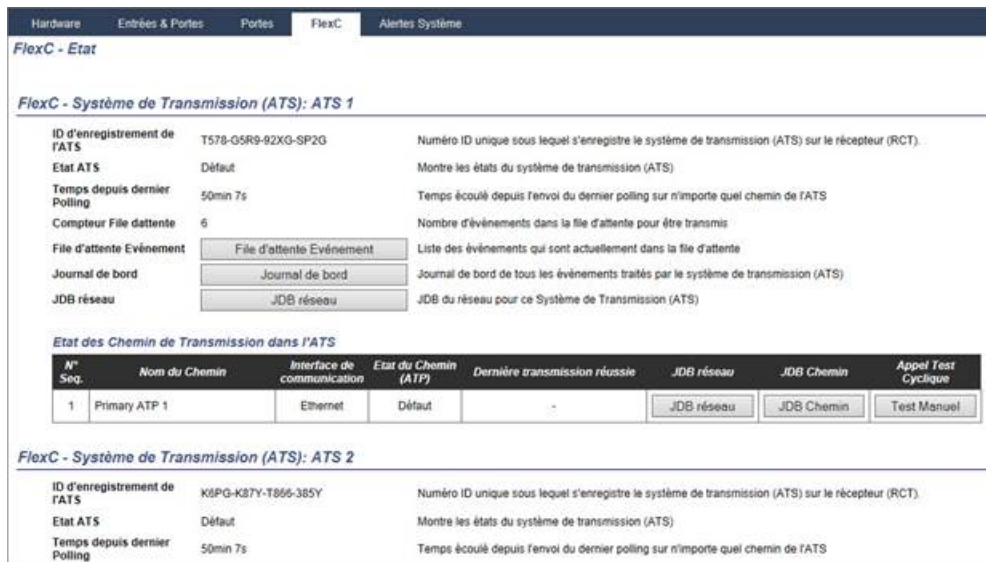 Hardware Entrées & Portes Portes FlexC Alertes Système
FlexC - Etat
FlexC - Système de Transmission (ATS): ATS 1
ID d'enregistrement de l'ATS T578-G5R9-92XG-SP2G Numéro ID unique sous lequel s'enregistre le système de transmission (ATS) sur le récepteur (RCT).
Etat ATS Défaut Montre les états du système de transmission (ATS)
Temps depuis dernier Polling 50min 7s Temps écoulé depuis l'envoi du dernier polling sur n'importe quel chemin de l'ATS
Compteur File dattente 6 Nombre d'évènements dans la file d'attente pour être transmis
File d'attente Evénement File d'attente Evénement Liste des évènements qui sont actuellement dans la file d'attente
Journal de bord Journal de bord Journal de bord de tous les évènements traités par le système de transmission (ATS)
JDB réseau JDB réseau JDB du réseau pour ce Système de Transmission (ATS)
Etat des Chemin de Transmission dans l'ATS
N° Seq. Nom du Chemin Interface de communication Etat du Chemin (ATP) Dernière transmission réussie JDB réseau JDB Chemin Appel Test Cyclique
1 Primary ATP 1 Ethernet Défaut - JDB réseau JDB Chemin Test Manuel
FlexC - Système de Transmission (ATS): ATS 2
ID d'enregistrement de l'ATS K6PG-K87Y-T866-385Y Numéro ID unique sous lequel s'enregistre le système de transmission (ATS) sur le récepteur (RCT).
Etat ATS Défaut Montre les états du système de transmission (ATS)
Temps depuis dernier Polling 50min 7s Temps écoulé depuis l'envoi du dernier polling sur n'importe quel chemin de l'ATS